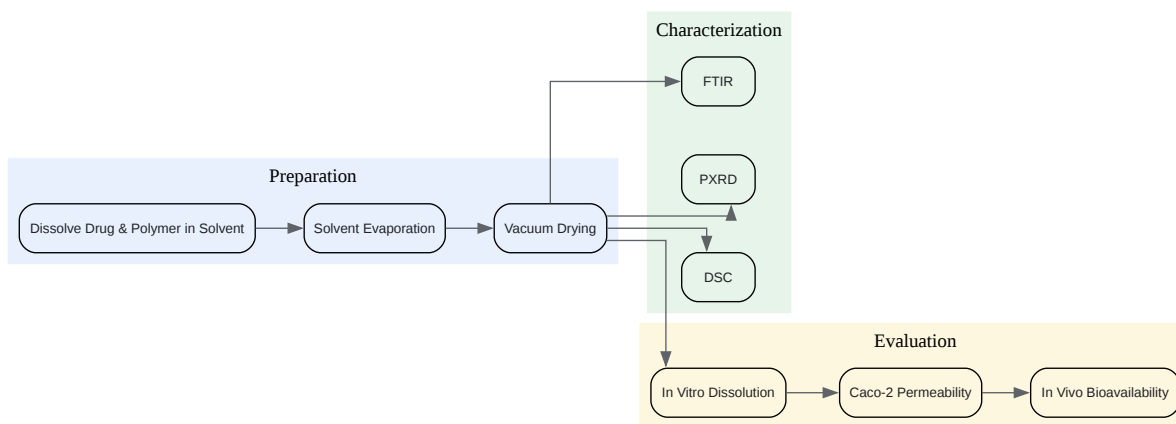 Characterization
FTIR
PXRD
DSC
Preparation
Dissolve Drug & Polymer in Solvent
Solvent Evaporation
Vacuum Drying
Evaluation
In Vitro Dissolution
Caco-2 Permeability
In Vivo Bioavailability